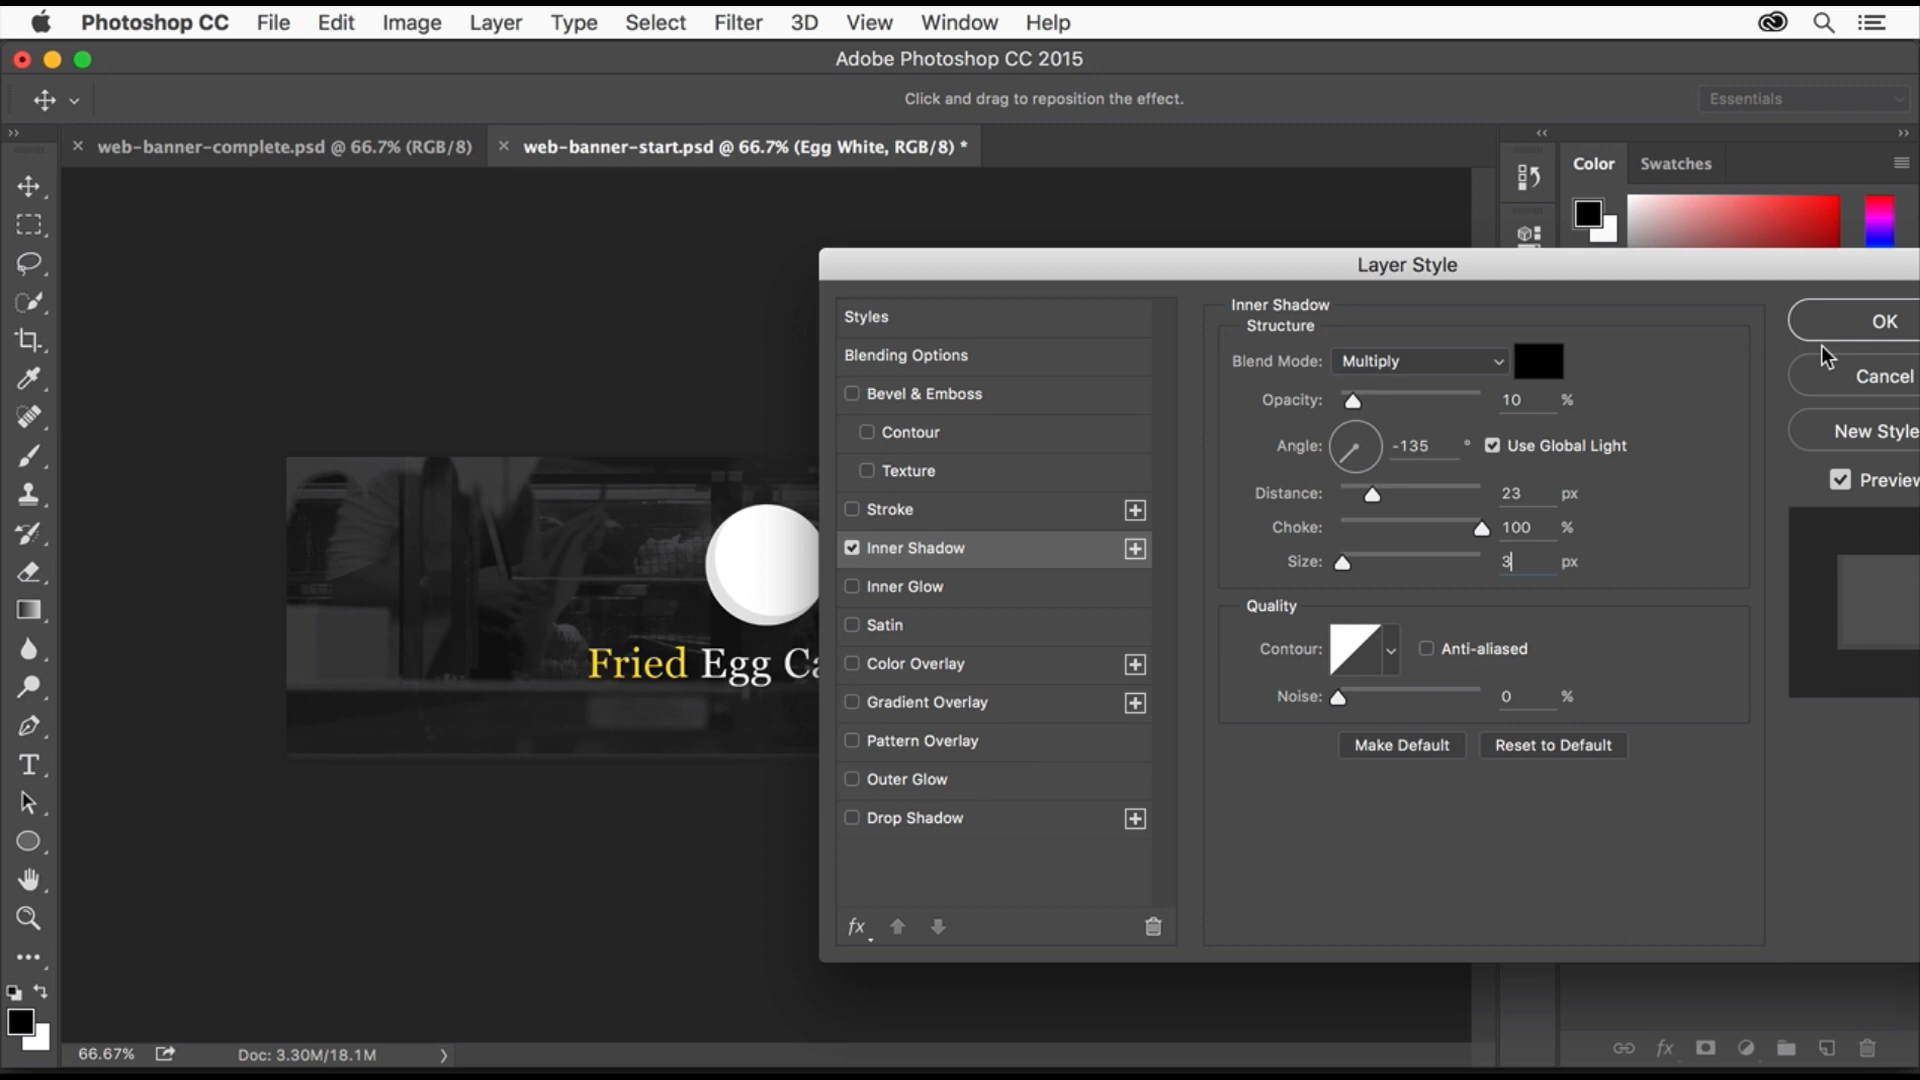 Photoshop CC File Edit Image Layer Type Select Filter 3D View Window Help
Adobe Photoshop CC 2015
Click and drag to reposition the effect.
Essentials
web-banner-complete.psd @ 66.7% (RGB/8)
web-banner-start.psd @ 66.7% (Egg White, RGB/8) *
Color Swatches
Layer Style
Styles
Blending Options
Bevel & Emboss
Contour
Texture
Stroke
Inner Shadow
Inner Glow
Satin
Color Overlay
Gradient Overlay
Pattern Overlay
Outer Glow
Drop Shadow
fx
Inner Shadow
Structure
Blend Mode: Multiply
Opacity: 10 %
Angle: -135 ° Use Global Light
Distance: 23 px
Choke: 100 %
Size: 3 px
Quality
Contour: Anti-aliased
Noise: 0 %
Make Default Reset to Default
OK
Cancel
New Style
Preview
Fried Egg Ca
66.67% Doc: 3.30M/18.1M
fx